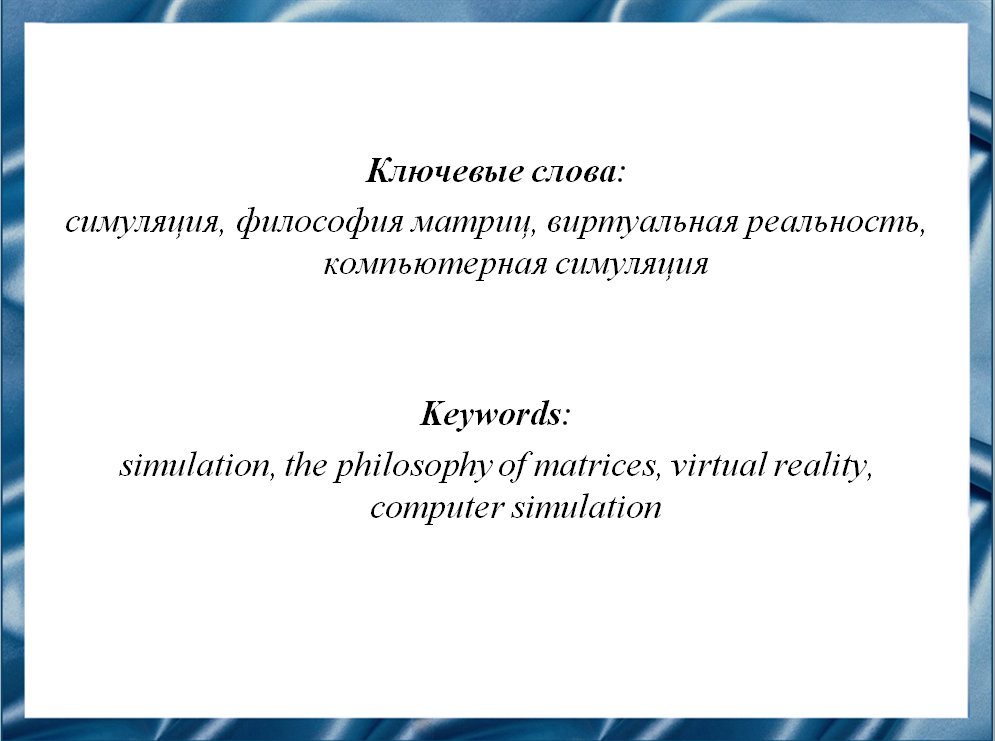 Ключевые слова:
симуляция, философия матриц, виртуальная реальность,
компьютерная симуляция
Keywords:
simulation, the philosophy of matrices, virtual reality,
computer simulation